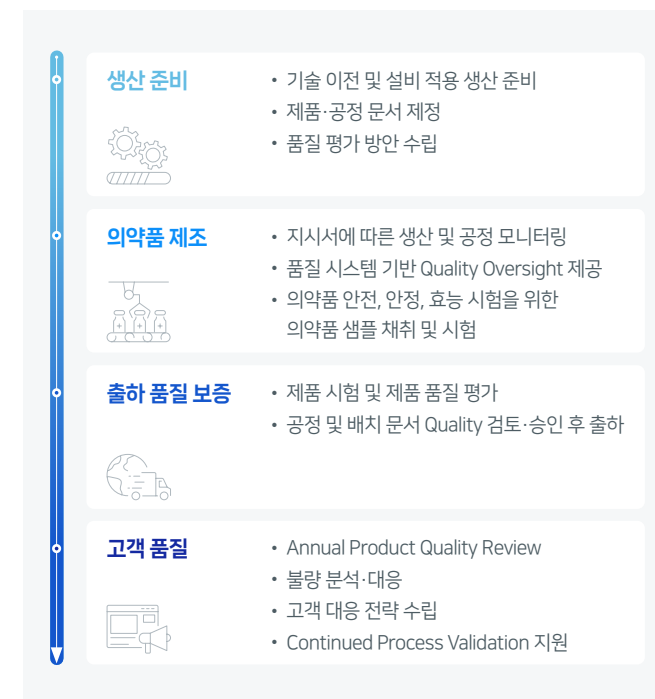 생산 준비
• 기술 이전 및 설비 적용 생산 준비
• 제품·공정 문서 제정
• 품질 평가 방안 수립
의약품 제조
• 지시서에 따른 생산 및 공정 모니터링
• 품질 시스템 기반 Quality Oversight 제공
• 의약품 안전, 안정, 효능 시험을 위한
의약품 샘플 채취 및 시험
출하 품질 보증
• 제품 시험 및 제품 품질 평가
• 공정 및 배치 문서 Quality 검토·승인 후 출하
고객 품질
• Annual Product Quality Review
• 불량 분석·대응
• 고객 대응 전략 수립
• Continued Process Validation 지원